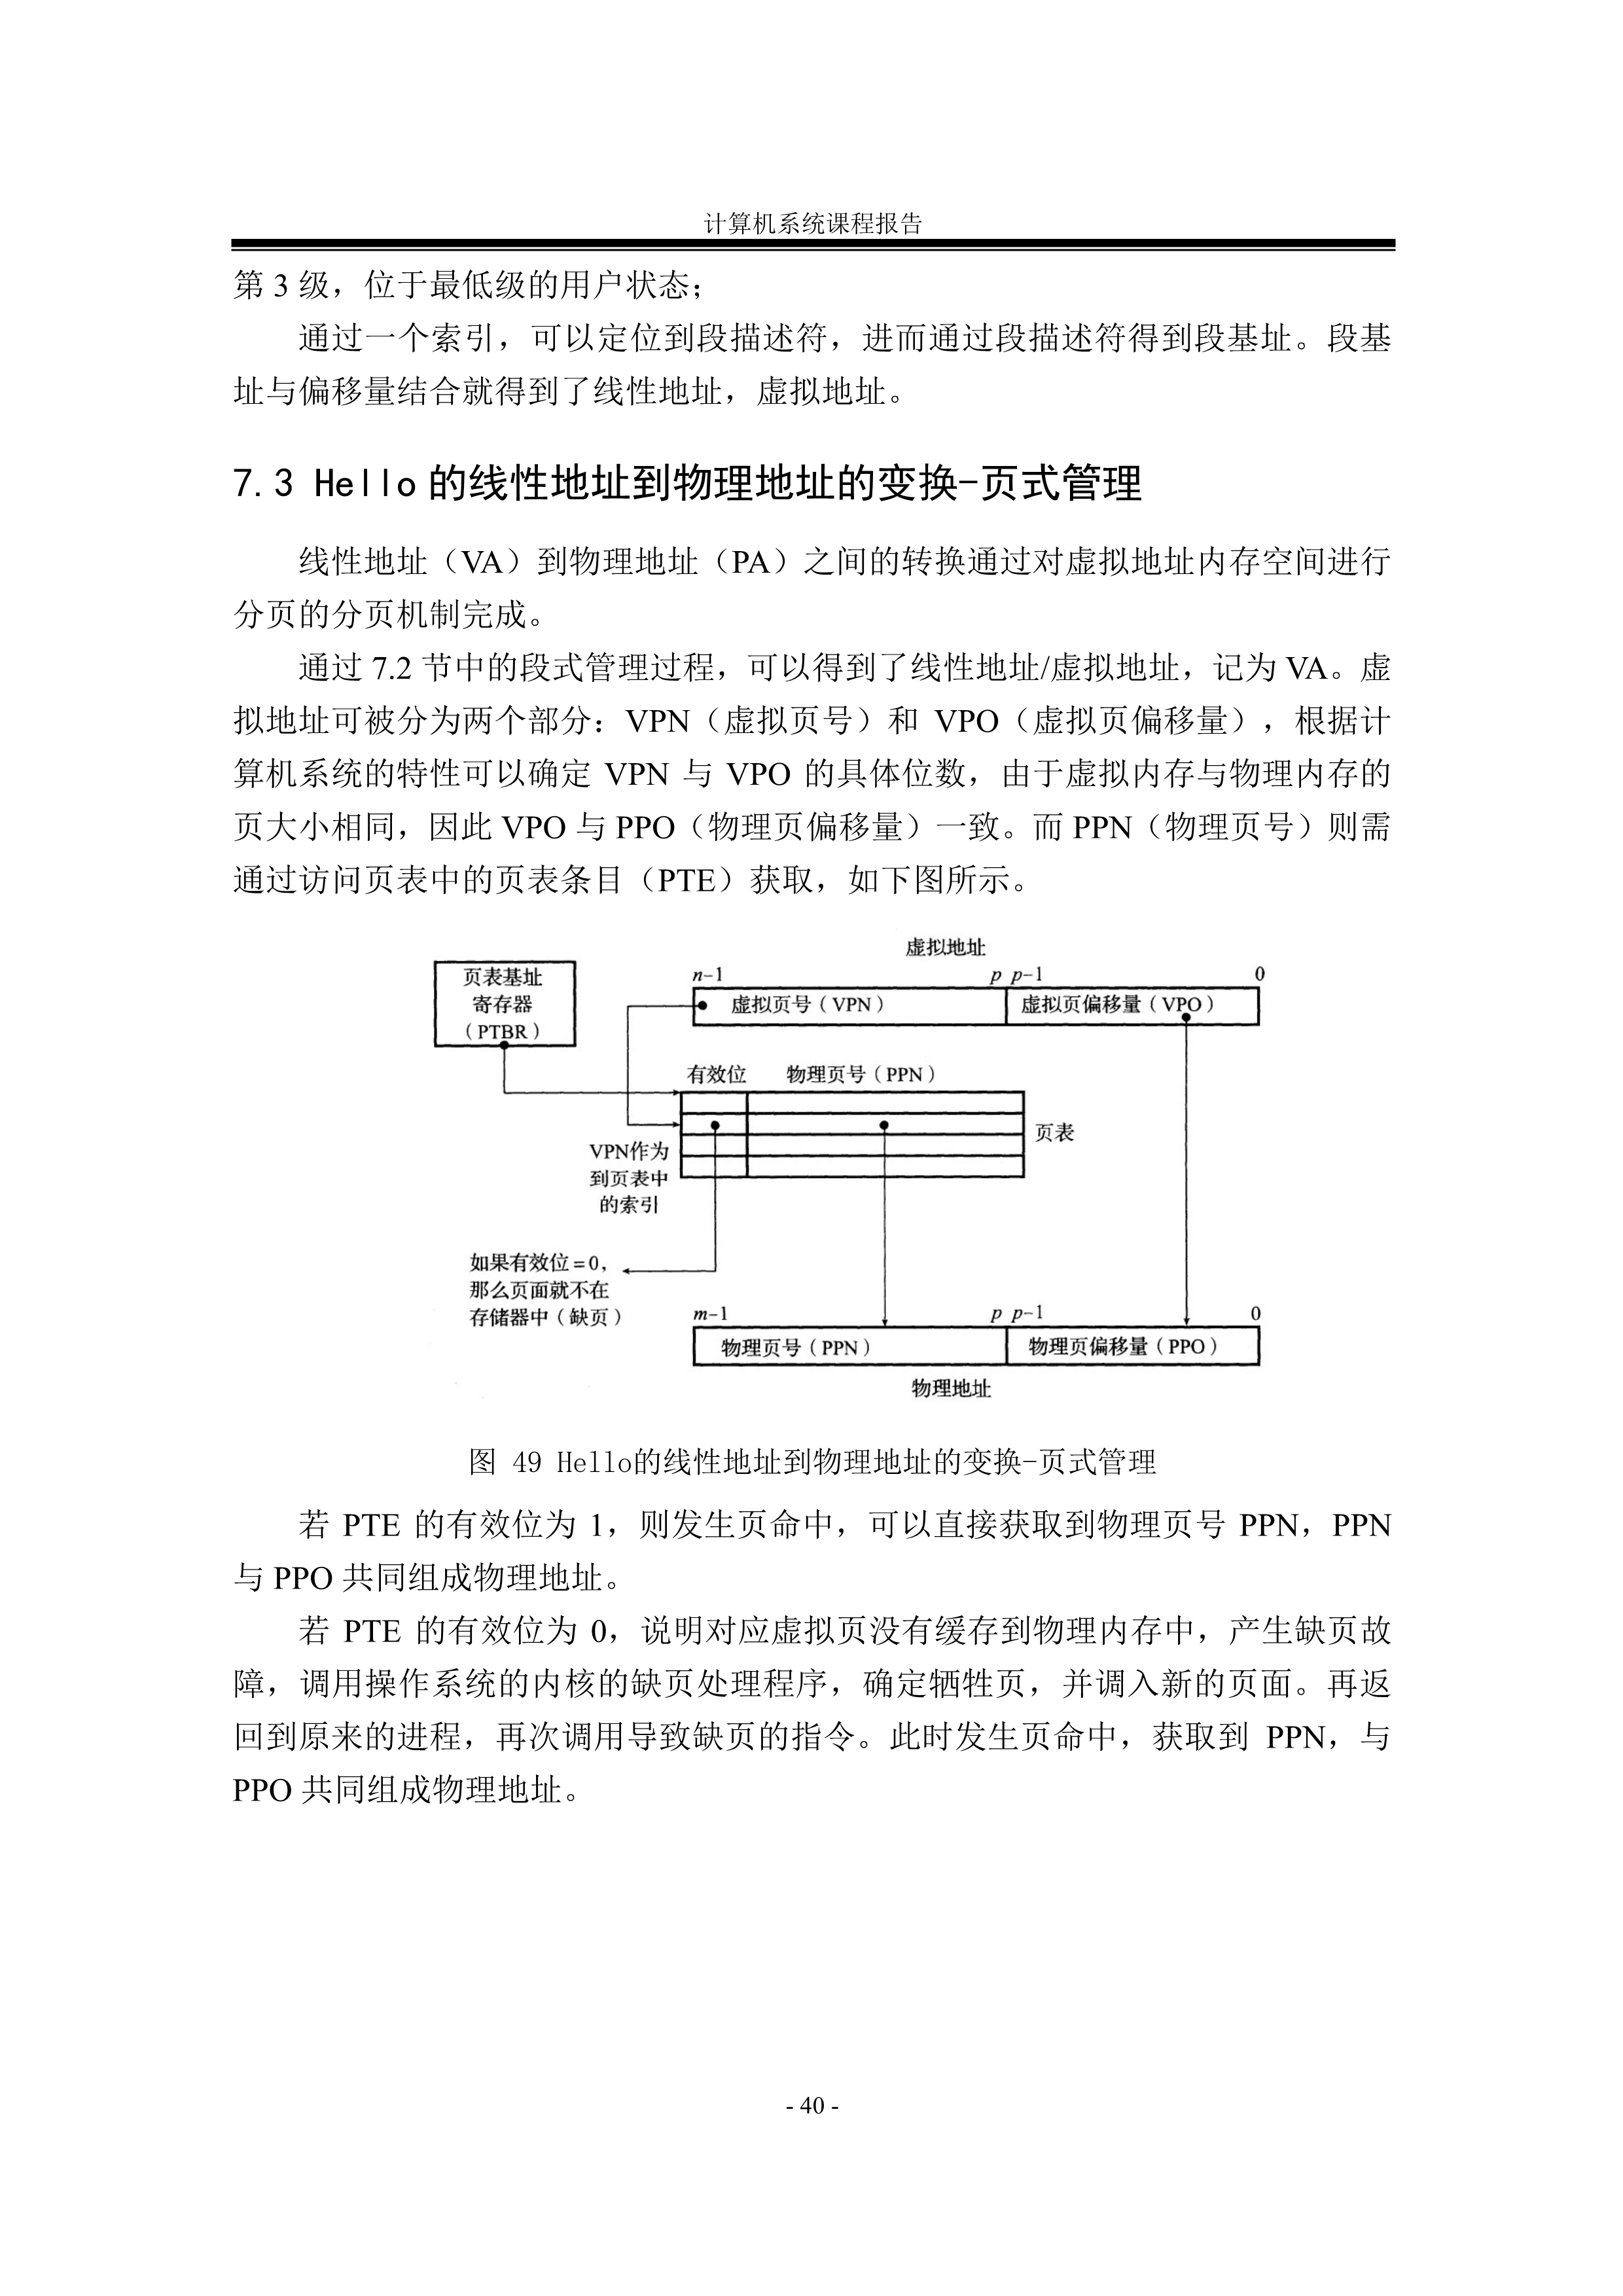 计算机系统课程报告
第 3 级，位于最低级的用户状态；
通过一个索引，可以定位到段描述符，进而通过段描述符得到段基址。段基
址与偏移量结合就得到了线性地址，虚拟地址。
7.3 Hello 的线性地址到物理地址的变换-页式管理
线性地址（VA）到物理地址（PA）之间的转换通过对虚拟地址内存空间进行
分页的分页机制完成。
通过 7.2 节中的段式管理过程，可以得到了线性地址/虚拟地址，记为 VA。虚
拟地址可被分为两个部分：VPN（虚拟页号）和 VPO（虚拟页偏移量），根据计
算机系统的特性可以确定 VPN 与 VPO 的具体位数，由于虚拟内存与物理内存的
页大小相同，因此 VPO 与 PPO（物理页偏移量）一致。而 PPN（物理页号）则需
通过访问页表中的页表条目（PTE）获取，如下图所示。
虚拟地址
n-1 p p-1 0
页表基址
寄存器
（PTBR）
虚拟页号（VPN） 虚拟页偏移量（VPO）
有效位 物理页号（PPN）
页表
VPN作为
到页表中
的索引
如果有效位=0，
那么页面就不在
存储器中（缺页）
m-1 p p-1 0
物理页号（PPN） 物理页偏移量（PPO）
物理地址
图 49 Hello的线性地址到物理地址的变换-页式管理
若 PTE 的有效位为 1，则发生页命中，可以直接获取到物理页号 PPN，PPN
与 PPO 共同组成物理地址。
若 PTE 的有效位为 0，说明对应虚拟页没有缓存到物理内存中，产生缺页故
障，调用操作系统的内核的缺页处理程序，确定牺牲页，并调入新的页面。再返
回到原来的进程，再次调用导致缺页的指令。此时发生页命中，获取到 PPN，与
PPO 共同组成物理地址。
- 40 -